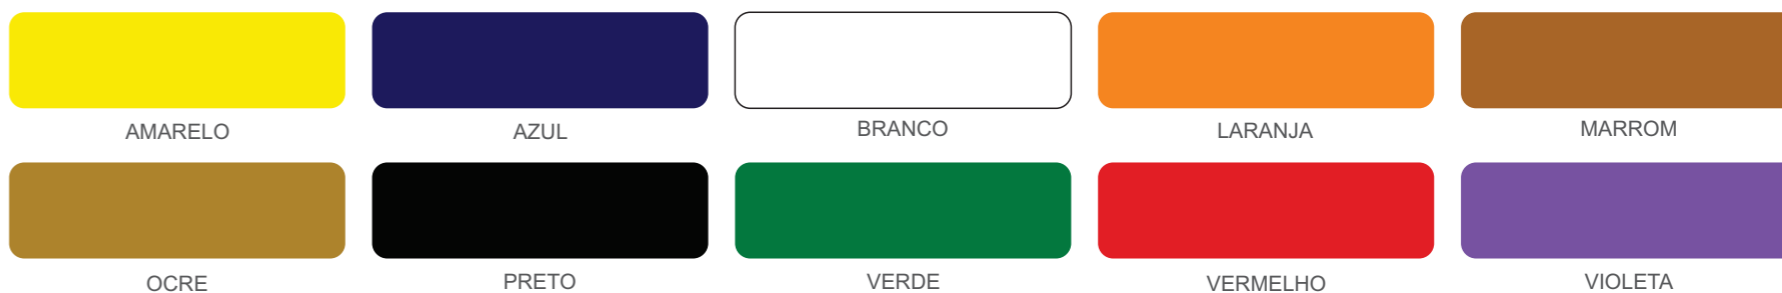 AMARELO
AZUL
BRANCO
LARANJA
MARROM
OCRE
PRETO
VERDE
VERMELHO
VIOLETA